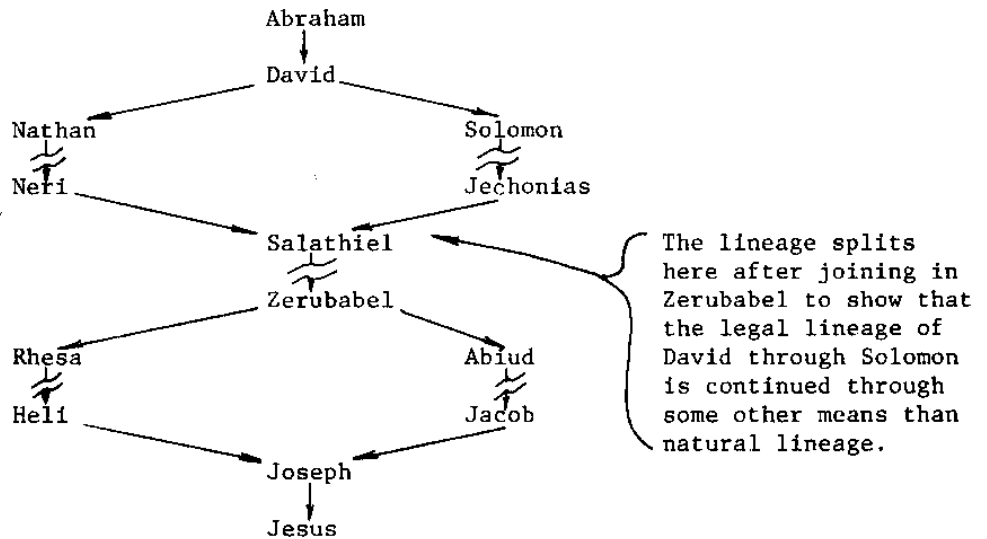 Abraham
David
Nathan
Solomon
Neri
Jechonias
Salathiel
Zerubabel
Rhesa
Abiud
Heli
Jacob
Joseph
Jesus
The lineage splits
here after joining in
Zerubabel to show that
the legal lineage of
David through Solomon
is continued through
some other means than
natural lineage.